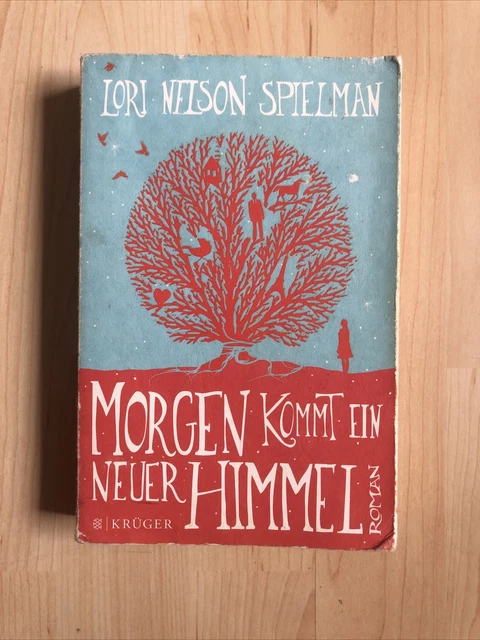 LORI NELSON SPIELMAN
MORGEN KOMMT EIN
NEUER HIMMEL
ROMAN
KRÜGER